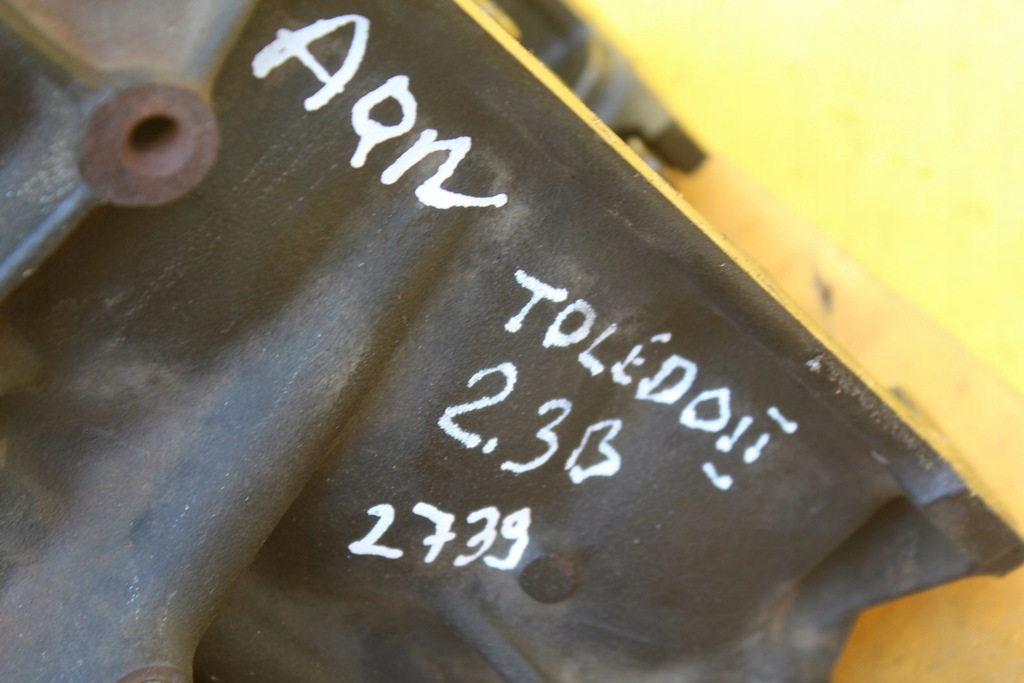 AQN
TOLEDO II
2.3B
2739